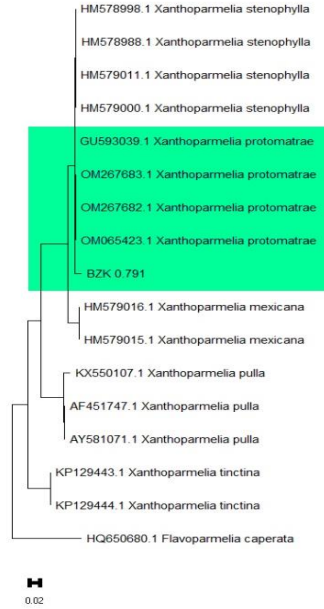 HM578998.1 Xanthoparmelia stenophylla
HM578988.1 Xanthoparmelia stenophylla
HM579011.1 Xanthoparmelia stenophylla
HM579000.1 Xanthoparmelia stenophylla
GU593039.1 Xanthoparmelia protomatrae
OM267683.1 Xanthoparmelia protomatrae
OM267682.1 Xanthoparmelia protomatrae
OM065423.1 Xanthoparmelia protomatrae
BZK 0.791
HM579016.1 Xanthoparmelia mexicana
HM579015.1 Xanthoparmelia mexicana
KX550107.1 Xanthoparmelia pulla
AF451747.1 Xanthoparmelia pulla
AY581071.1 Xanthoparmelia pulla
KP129443.1 Xanthoparmelia tinctina
KP129444.1 Xanthoparmelia tinctina
HQ650680.1 Flavoparmelia caperata
0.02